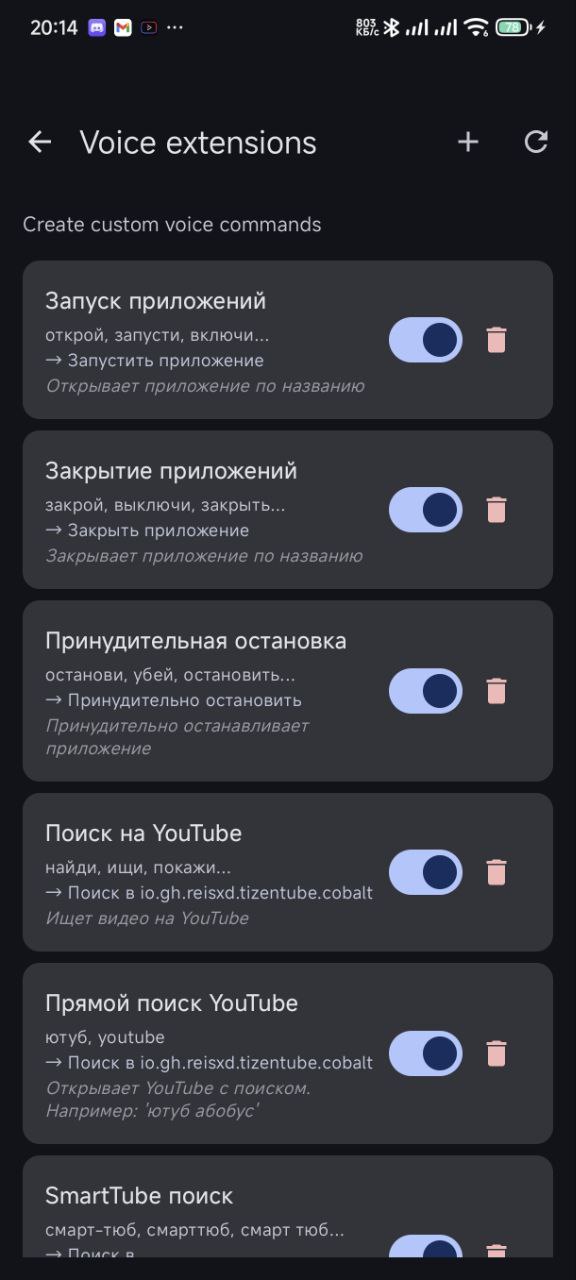 20:14
803
КБ/с
78
Voice extensions
Create custom voice commands
Запуск приложений
открой, запусти, включи...
→ Запустить приложение
Открывает приложение по названию
Закрытие приложений
закрой, выключи, закрыть...
→ Закрыть приложение
Закрывает приложение по названию
Принудительная остановка
останови, убей, остановить...
→ Принудительно остановить
Принудительно останавливает
приложение
Поиск на YouTube
найди, ищи, покажи...
→ Поиск в io.gh.reisxd.tizentube.cobalt
Ищет видео на YouTube
Прямой поиск YouTube
ютуб, youtube
→ Поиск в io.gh.reisxd.tizentube.cobalt
Открывает YouTube с поиском.
Например: 'ютуб абобус'
SmartTube поиск
смарт-тюб, смарттюб, смарт тюб...
→ Поиск в